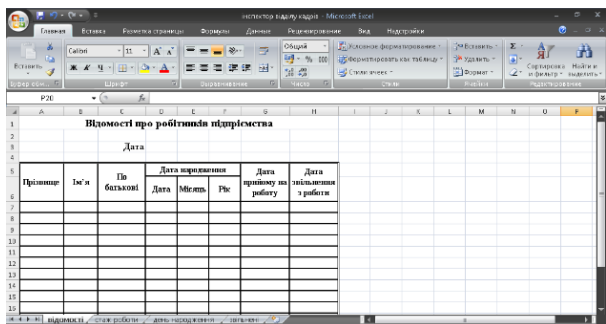 інспектор відділу кадрів - Microsoft Excel
Главная Вставка Разметка страницы Формулы Данные Рецензирование Вид Надстройки
Calibri 11 Общий Условное форматирование Вставить Σ
Вставить Ж К Ч % 000 Форматировать как таблицу Удалить Сортировка Найти и
Стили ячеек Формат и фильтр выделить
Шрифт Выравнивание Число Стили Ячейки Редактирование
P20 fx
A B C D E F G H I J K L M N O P
1 Відомості про робітників підпріємства
2
3 Дата
4
5 Прізвище Ім'я По батькові Дата народження Дата прийому на роботу Дата звільнення з роботи
6 Дата Місяць Рік
7
8
9
10
11
12
13
14
15
16
відомості стаж роботи день народження звільнені